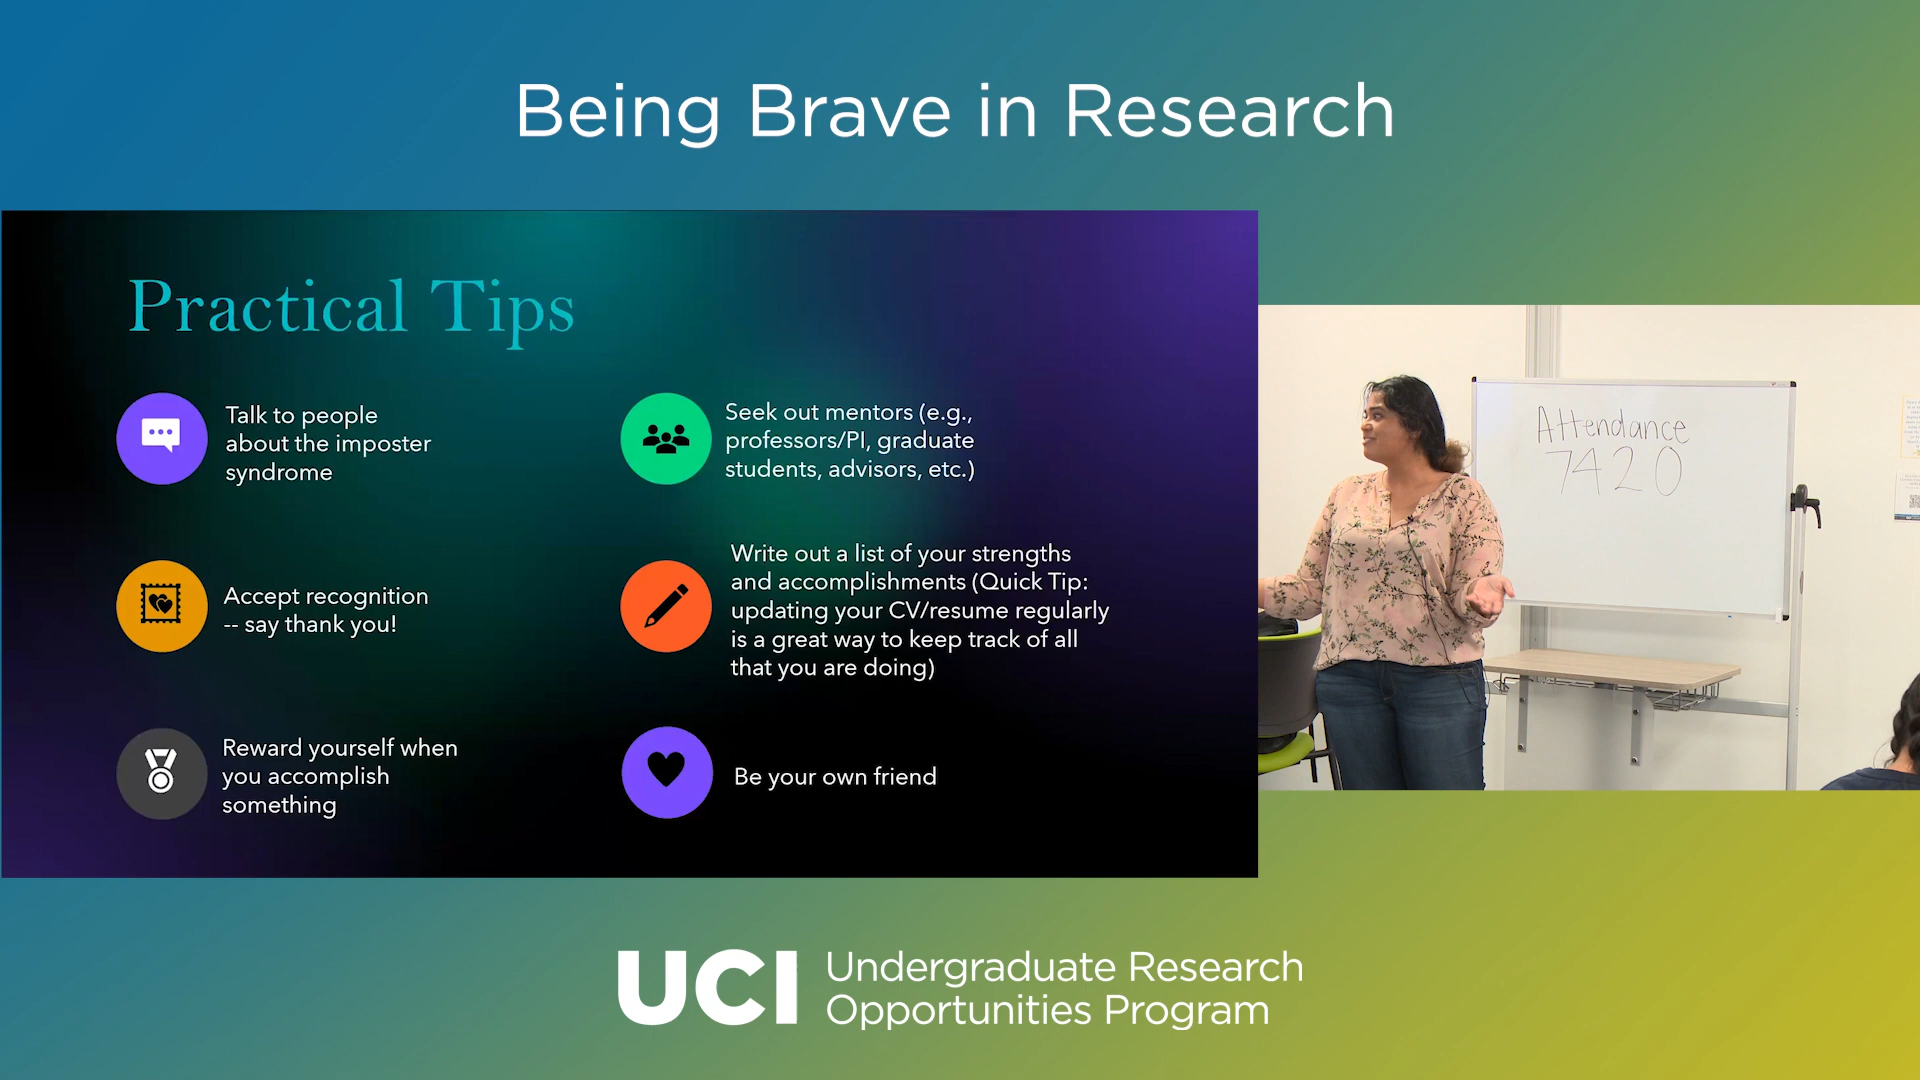 Being Brave in Research
Practical Tips
Talk to people
about the imposter
syndrome
Accept recognition
-- say thank you!
Reward yourself when
you accomplish
something
Seek out mentors (e.g.,
professors/PI, graduate
students, advisors, etc.)
Write out a list of your strengths
and accomplishments (Quick Tip:
updating your CV/resume regularly
is a great way to keep track of all
that you are doing)
Be your own friend
Attendance
7420
UCI Undergraduate Research
Opportunities Program